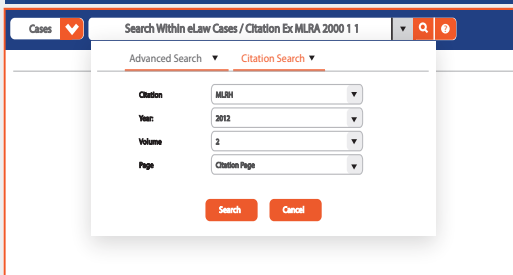 Cases Search Within eLaw Cases / Citation Ex MLRA 2000 1 1 ?
Advanced Search Citation Search
Citation MLRH
Year: 2012
Volume 2
Page Citation Page
Search Cancel